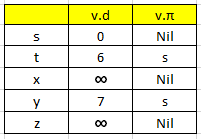 v.d v.π
s 0 Nil
t 6 s
x ∞ Nil
y 7 s
z ∞ Nil